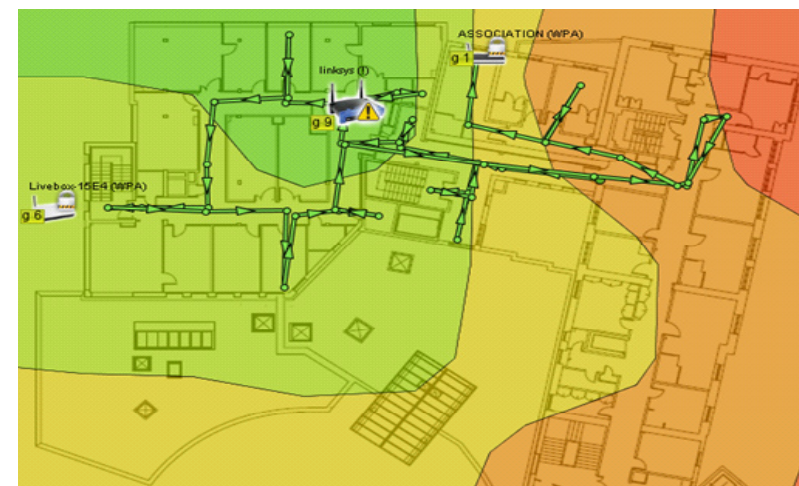 ASSOCIATION (WPA)
g 1
linksys (!)
g 9
Livebox-15E4 (WPA)
g 6